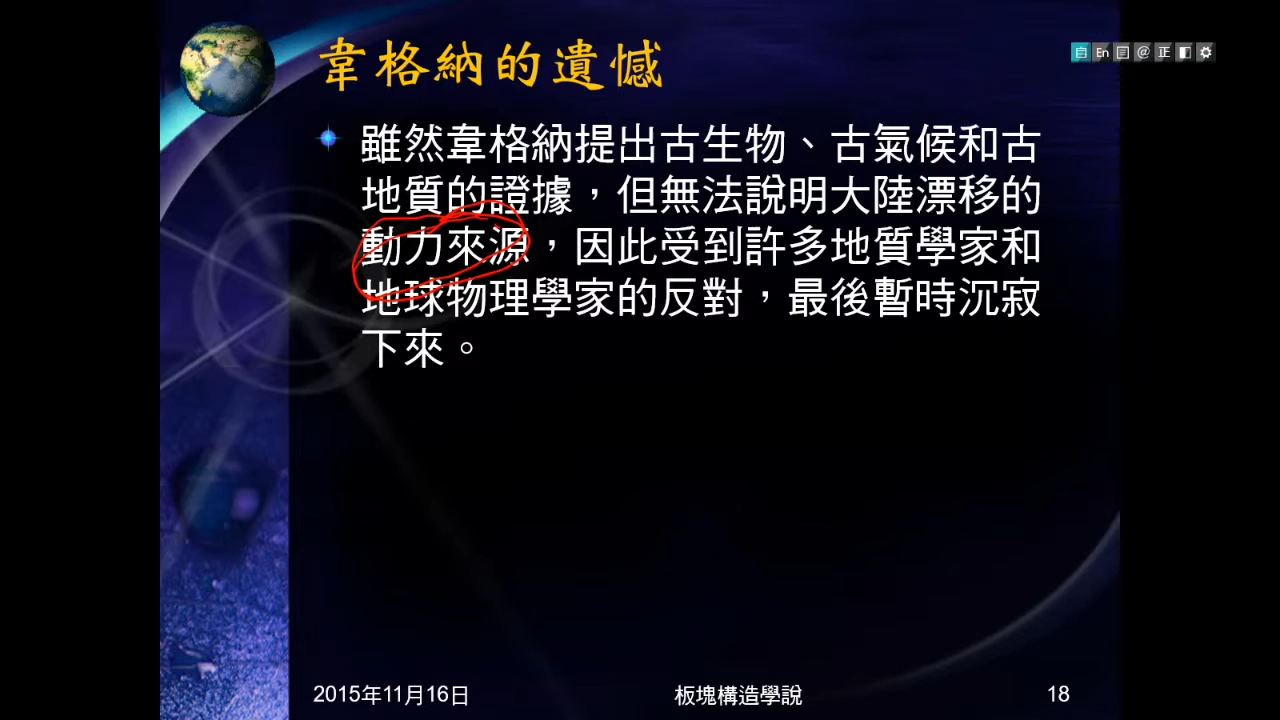 韋格納的遺憾
自 En @ 正
雖然韋格納提出古生物、古氣候和古
地質的證據，但無法說明大陸漂移的
動力來源，因此受到許多地質學家和
地球物理學家的反對，最後暫時沉寂
下來。
2015年11月16日 板塊構造學說 18